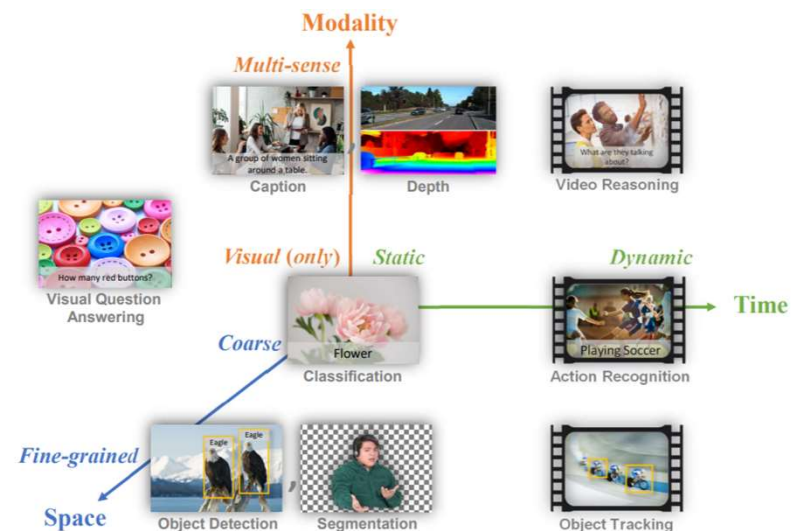 Modality
Multi-sense
A group of women sitting
around a table.
Caption
,
Depth
What are they talking
about?
Video Reasoning
How many red buttons?
Visual Question
Answering
Visual (only)
Static
Dynamic
Time
Flower
Classification
Playing Soccer
Action Recognition
Coarse
Fine-grained
Space
Eagle
Eagle
Object Detection
,
Segmentation
Object Tracking